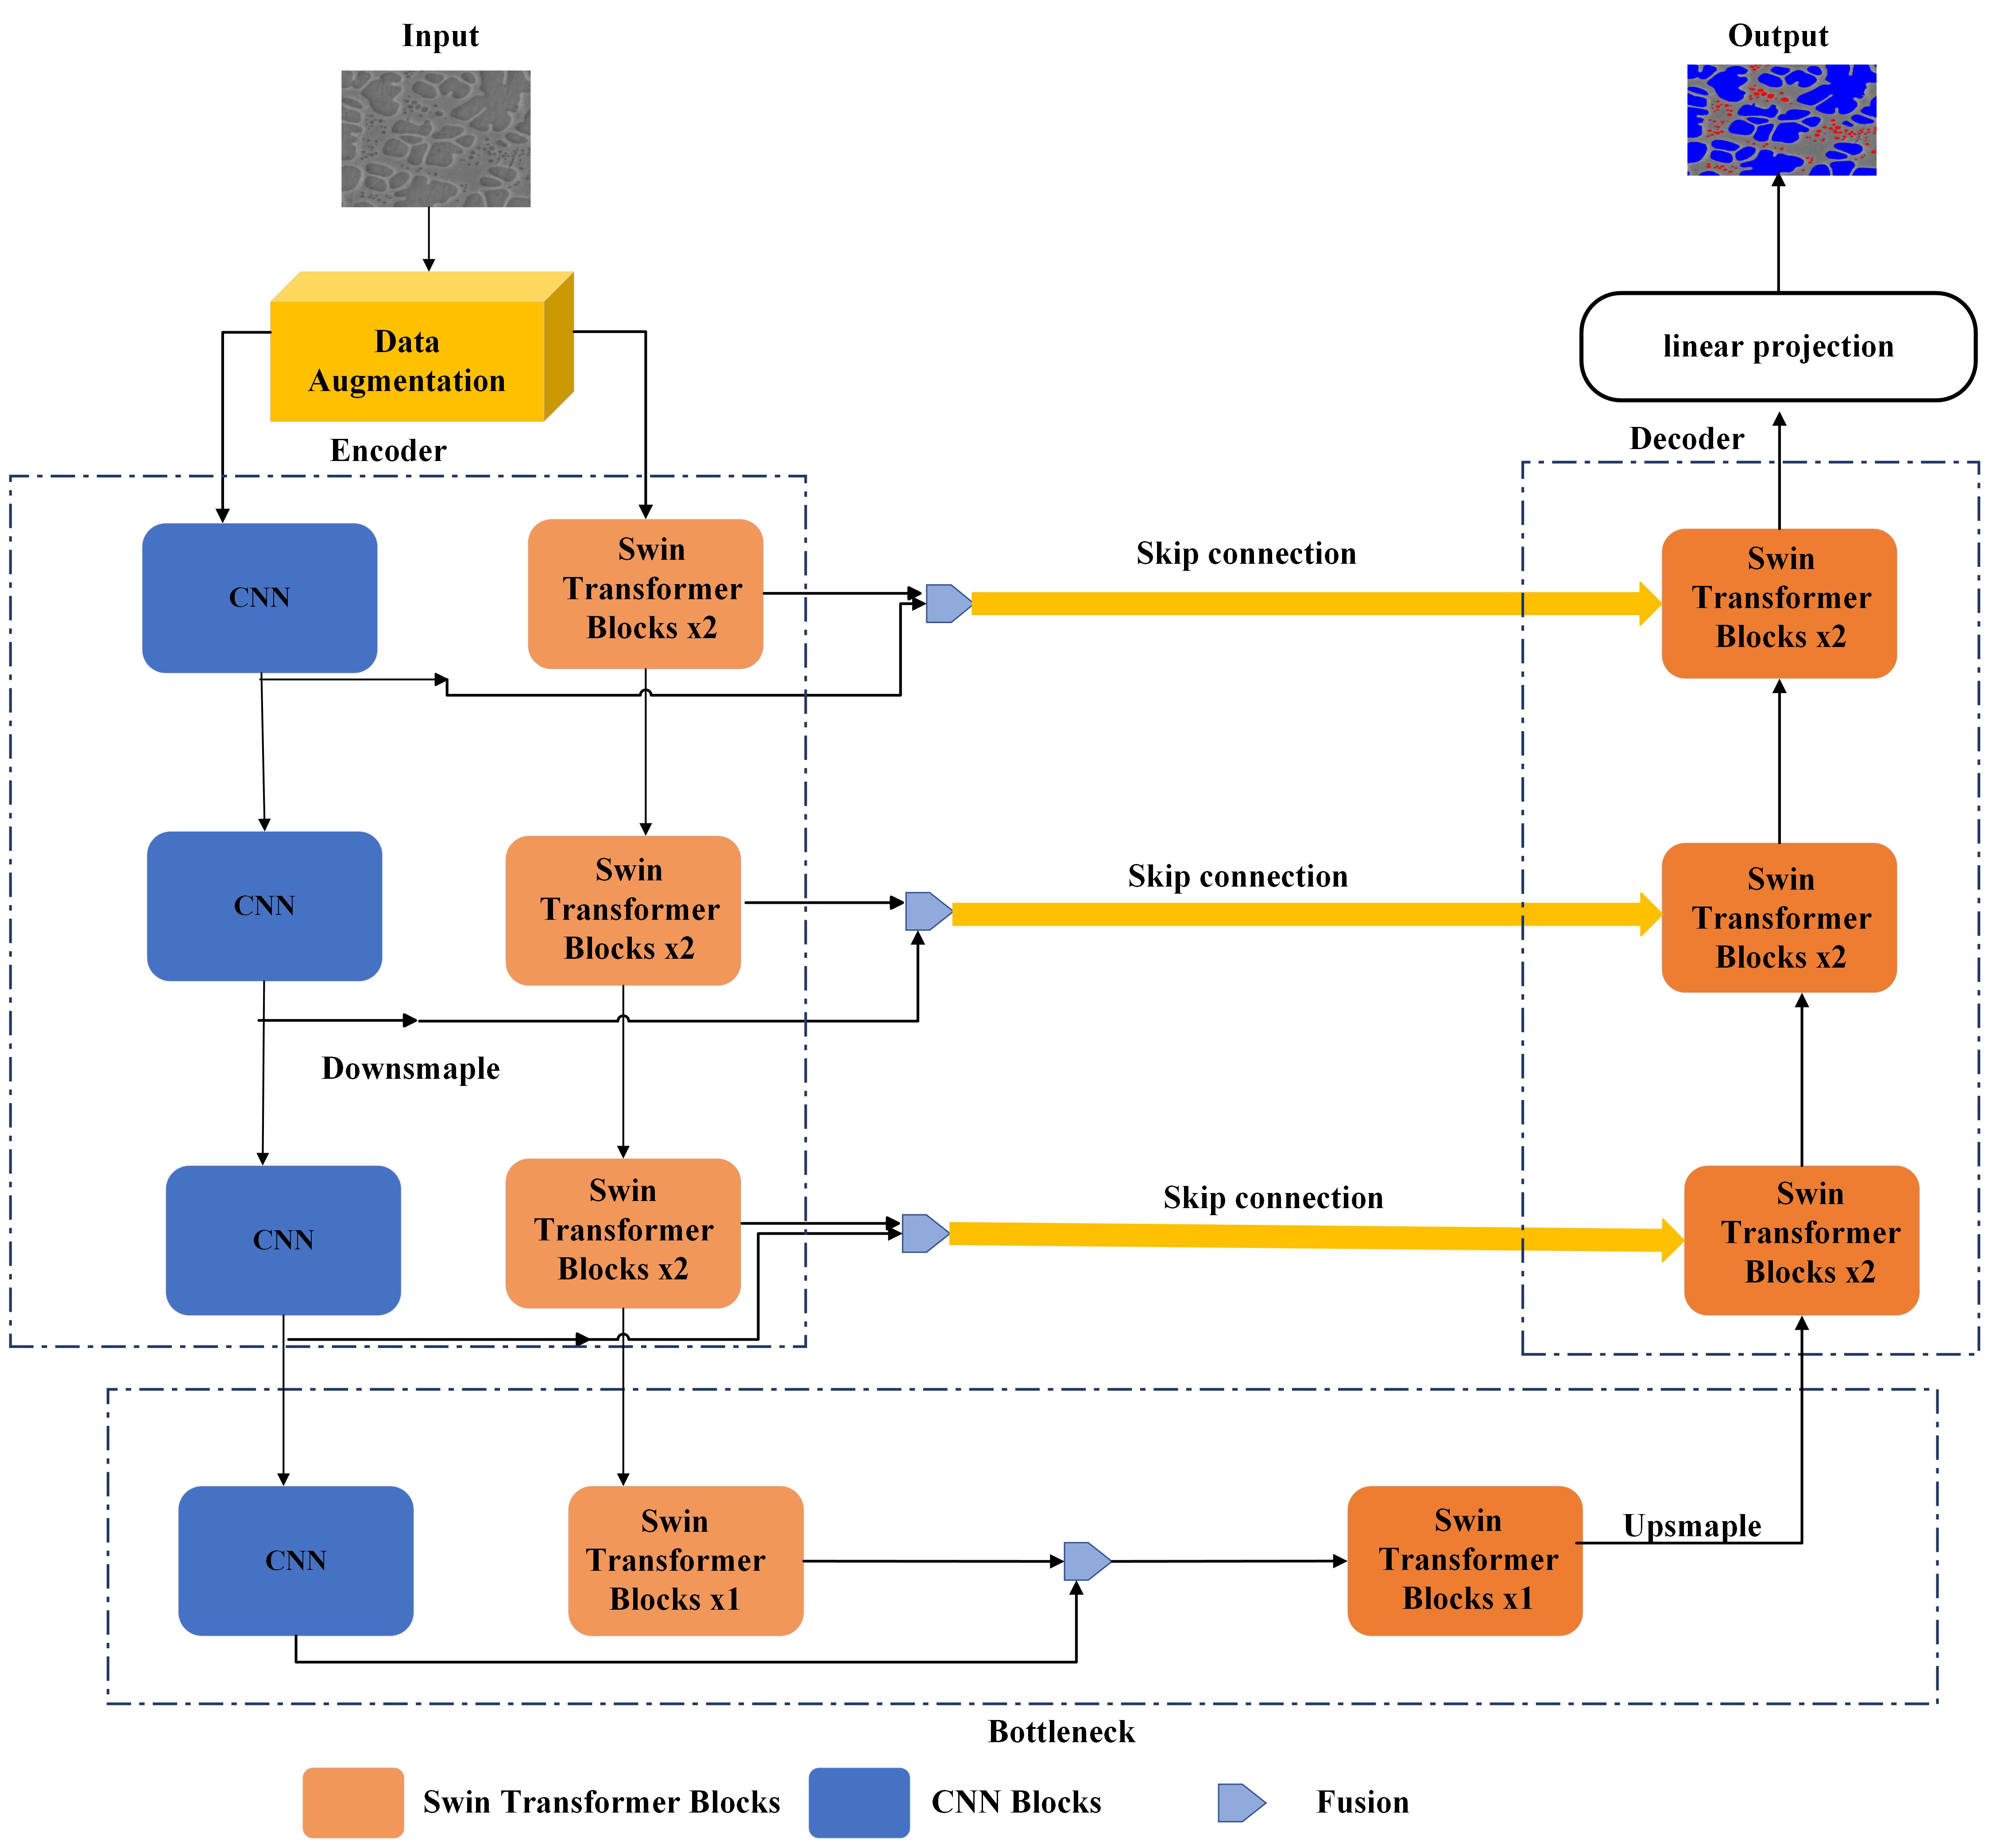 Input
Output
Data
Augmentation
linear projection
Encoder
Decoder
CNN
Swin
Transformer
Blocks x2
Skip connection
Swin
Transformer
Blocks x2
CNN
Swin
Transformer
Blocks x2
Skip connection
Swin
Transformer
Blocks x2
Downsmaple
CNN
Swin
Transformer
Blocks x2
Skip connection
Swin
Transformer
Blocks x2
CNN
Swin
Transformer
Blocks x1
Swin
Transformer
Blocks x1
Upsmaple
Bottleneck
Swin Transformer Blocks
CNN Blocks
Fusion